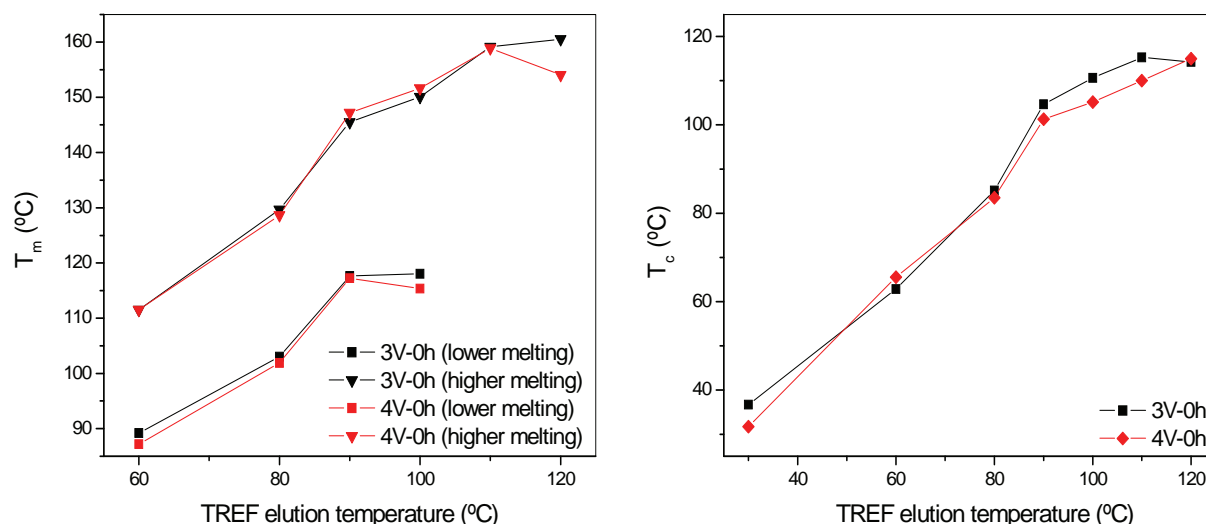 160
150
140
130
120
110
100
90
T_m (ºC)
3V-0h (lower melting)
3V-0h (higher melting)
4V-0h (lower melting)
4V-0h (higher melting)
60
80
100
120
TREF elution temperature (ºC)
120
100
80
60
40
T_c (ºC)
3V-0h
4V-0h
40
60
80
100
120
TREF elution temperature (ºC)